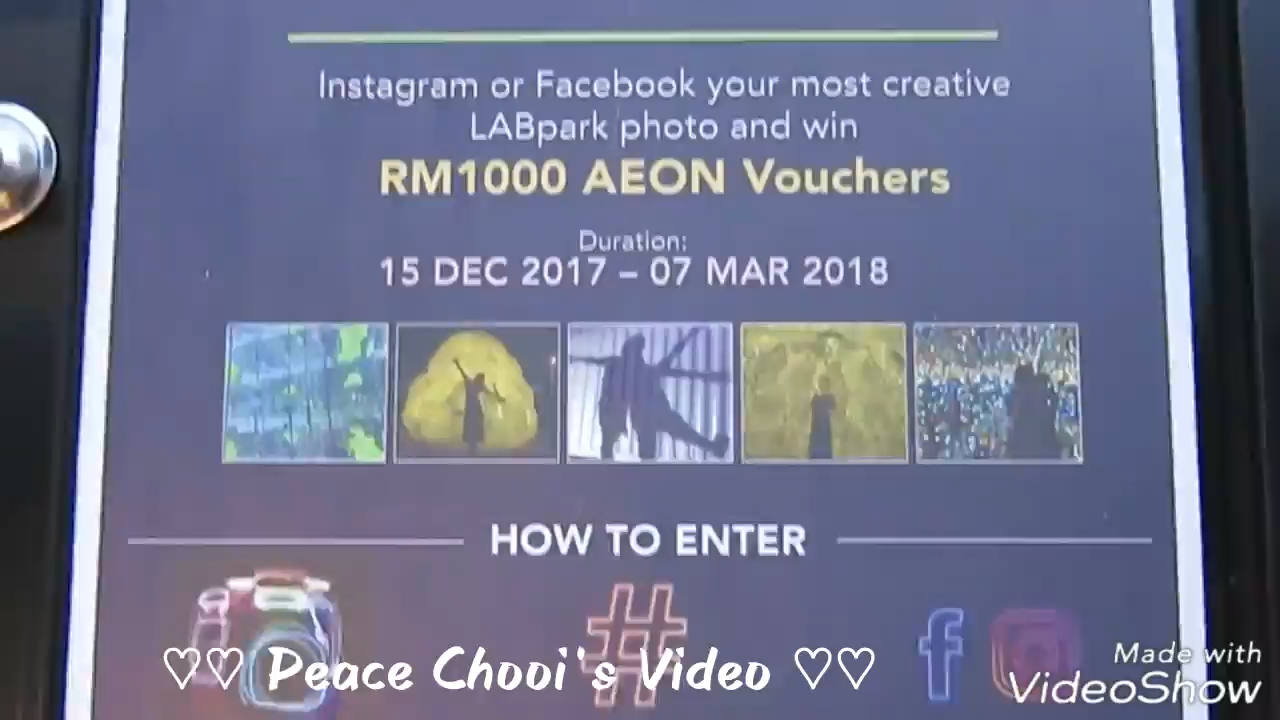 Instagram or Facebook your most creative
LABpark photo and win
RM1000 AEON Vouchers
Duration:
15 DEC 2017 – 07 MAR 2018
HOW TO ENTER
#
♡♡ Peace Chooi's Video ♡♡
Made with
VideoShow